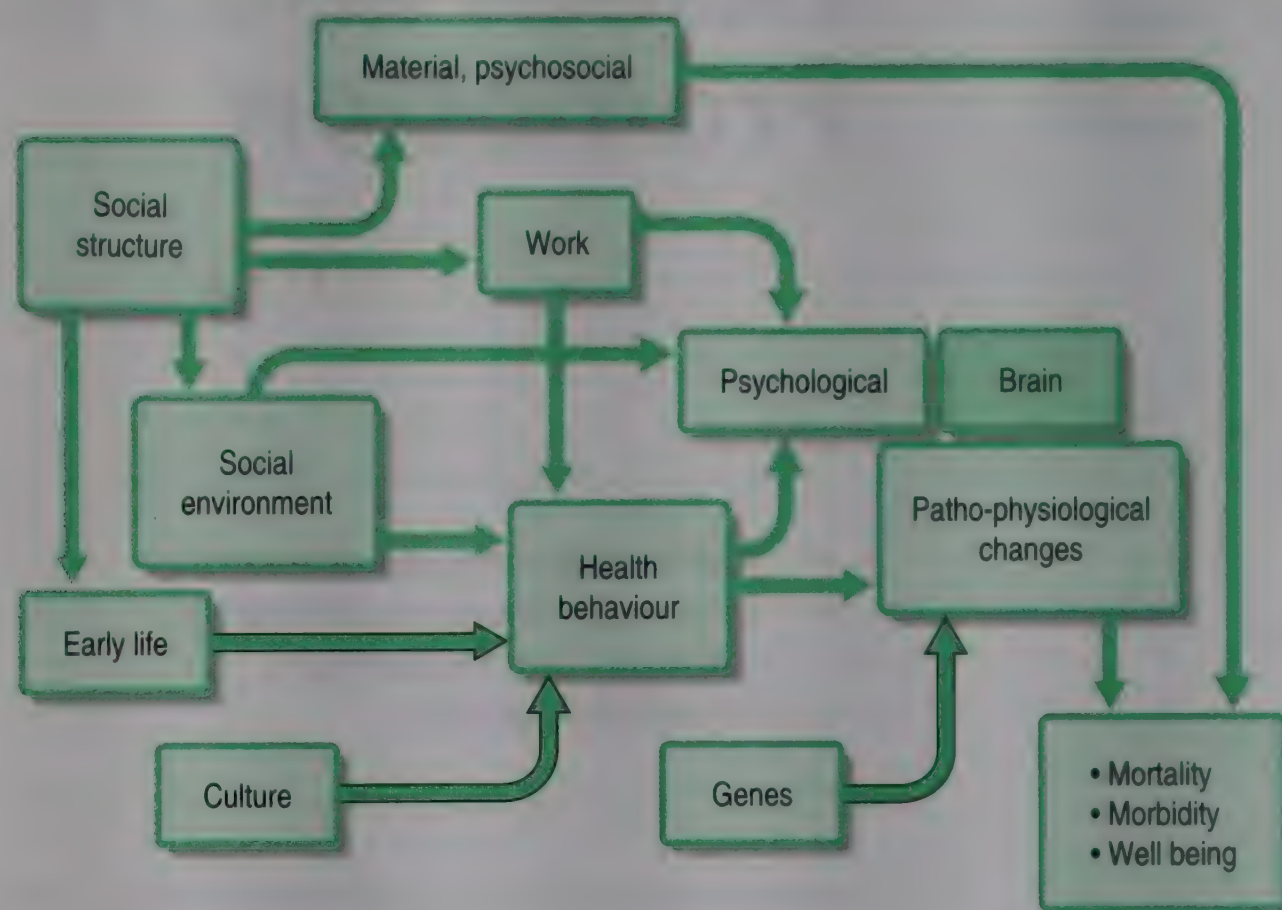 Material, psychosocial
Social
structure
Work
Psychological
Brain
Social
environment
Patho-physiological
changes
Health
behaviour
Early life
Culture
Genes
• Mortality
• Morbidity
• Well being